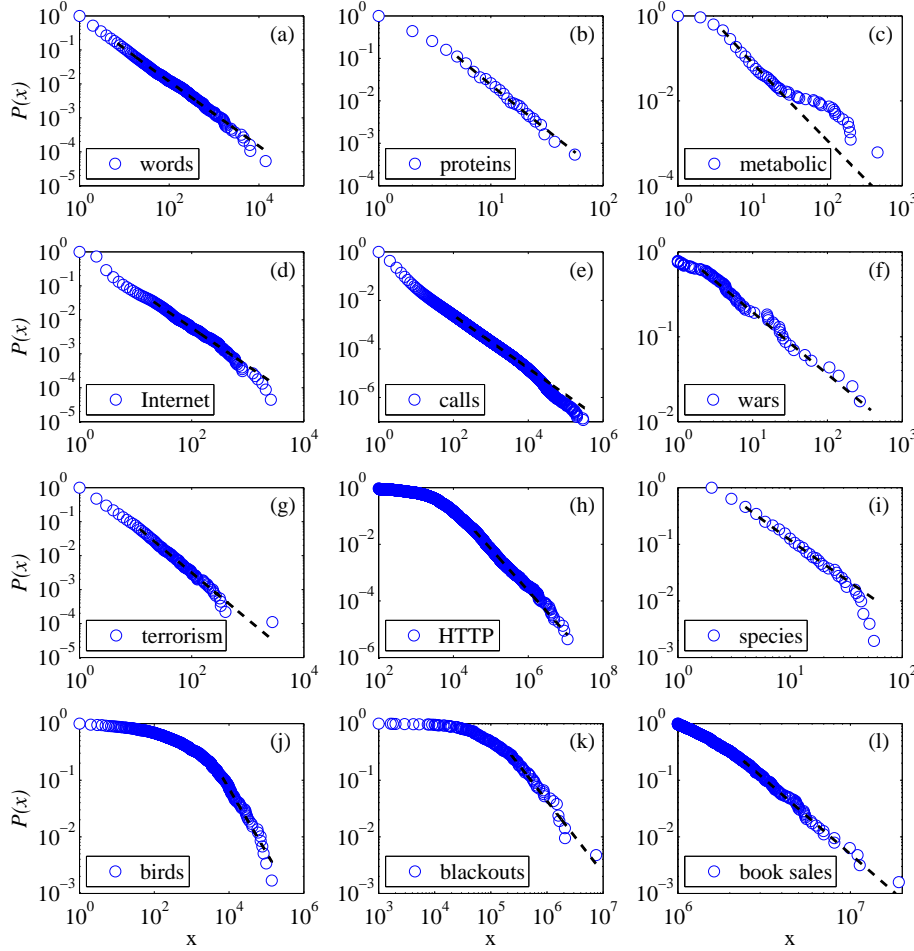 10^0
10^-1
10^-2
10^-3
10^-4
10^-5
P(x)
(a)
words
10^0 10^2 10^4
10^0
10^-1
10^-2
10^-3
10^-4
(b)
proteins
10^0 10^1 10^2
10^0
10^-2
10^-4
(c)
metabolic
10^0 10^1 10^2 10^3
10^0
10^-1
10^-2
10^-3
10^-4
10^-5
P(x)
(d)
Internet
10^0 10^2 10^4
10^0
10^-2
10^-4
10^-6
(e)
calls
10^0 10^2 10^4 10^6
10^0
10^-1
10^-2
(f)
wars
10^0 10^1 10^2 10^3
10^0
10^-1
10^-2
10^-3
10^-4
10^-5
P(x)
(g)
terrorism
10^0 10^2 10^4
10^0
10^-2
10^-4
10^-6
(h)
HTTP
10^2 10^4 10^6 10^8
10^0
10^-1
10^-2
10^-3
(i)
species
10^0 10^1 10^2
10^0
10^-1
10^-2
10^-3
P(x)
(j)
birds
10^0 10^2 10^4 10^6
x
10^0
10^-1
10^-2
10^-3
(k)
blackouts
10^3 10^4 10^5 10^6 10^7
x
10^0
10^-1
10^-2
10^-3
(l)
book sales
10^6 10^7
x